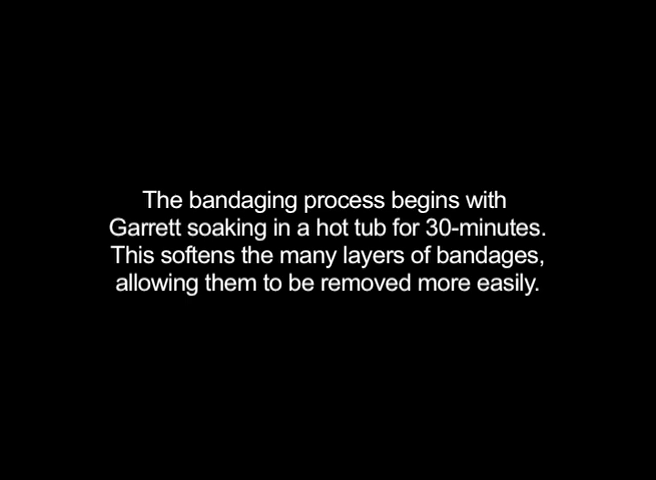 The bandaging process begins with
Garrett soaking in a hot tub for 30-minutes.
This softens the many layers of bandages,
allowing them to be removed more easily.